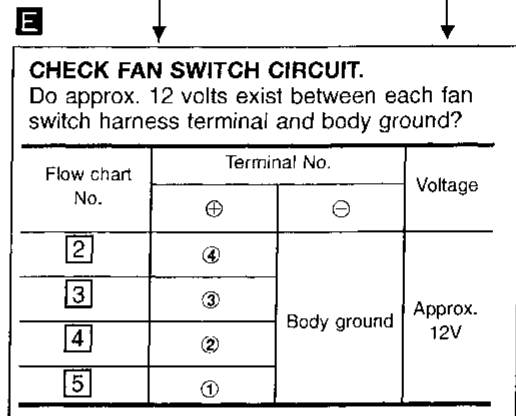 E
CHECK FAN SWITCH CIRCUIT.
Do approx. 12 volts exist between each fan
switch harness terminal and body ground?
Flow chart
No.
Terminal No.
Voltage
⊕ ⊖
2 ④
3 ③
4 ②
5 ①
Body ground
Approx.
12V